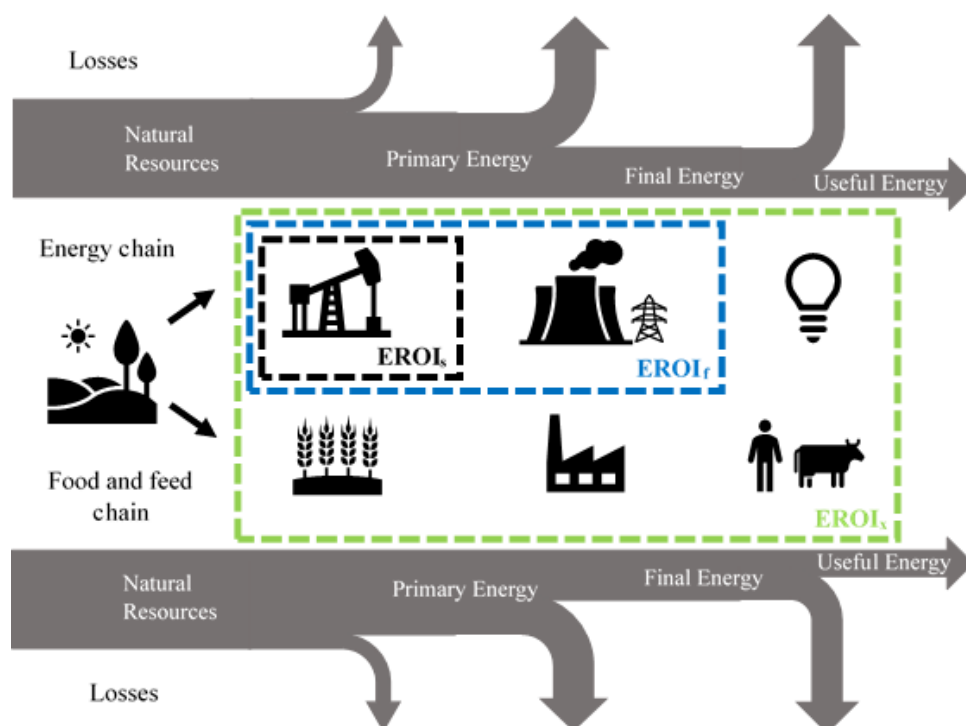 Losses
Natural
Resources
Primary Energy
Final Energy
Useful Energy
Energy chain
EROIs
EROIf
Food and feed
chain
EROIx
Natural
Resources
Primary Energy
Final Energy
Useful Energy
Losses